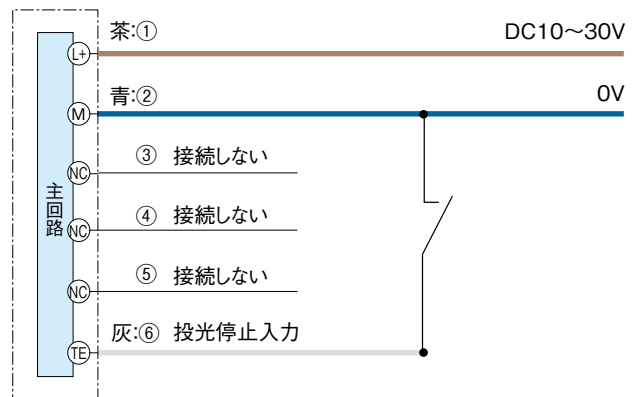 茶:① DC10〜30V
L+
青:② 0V
M
③ 接続しない
NC
④ 接続しない
NC
⑤ 接続しない
NC
灰:⑥ 投光停止入力
TE
主回路